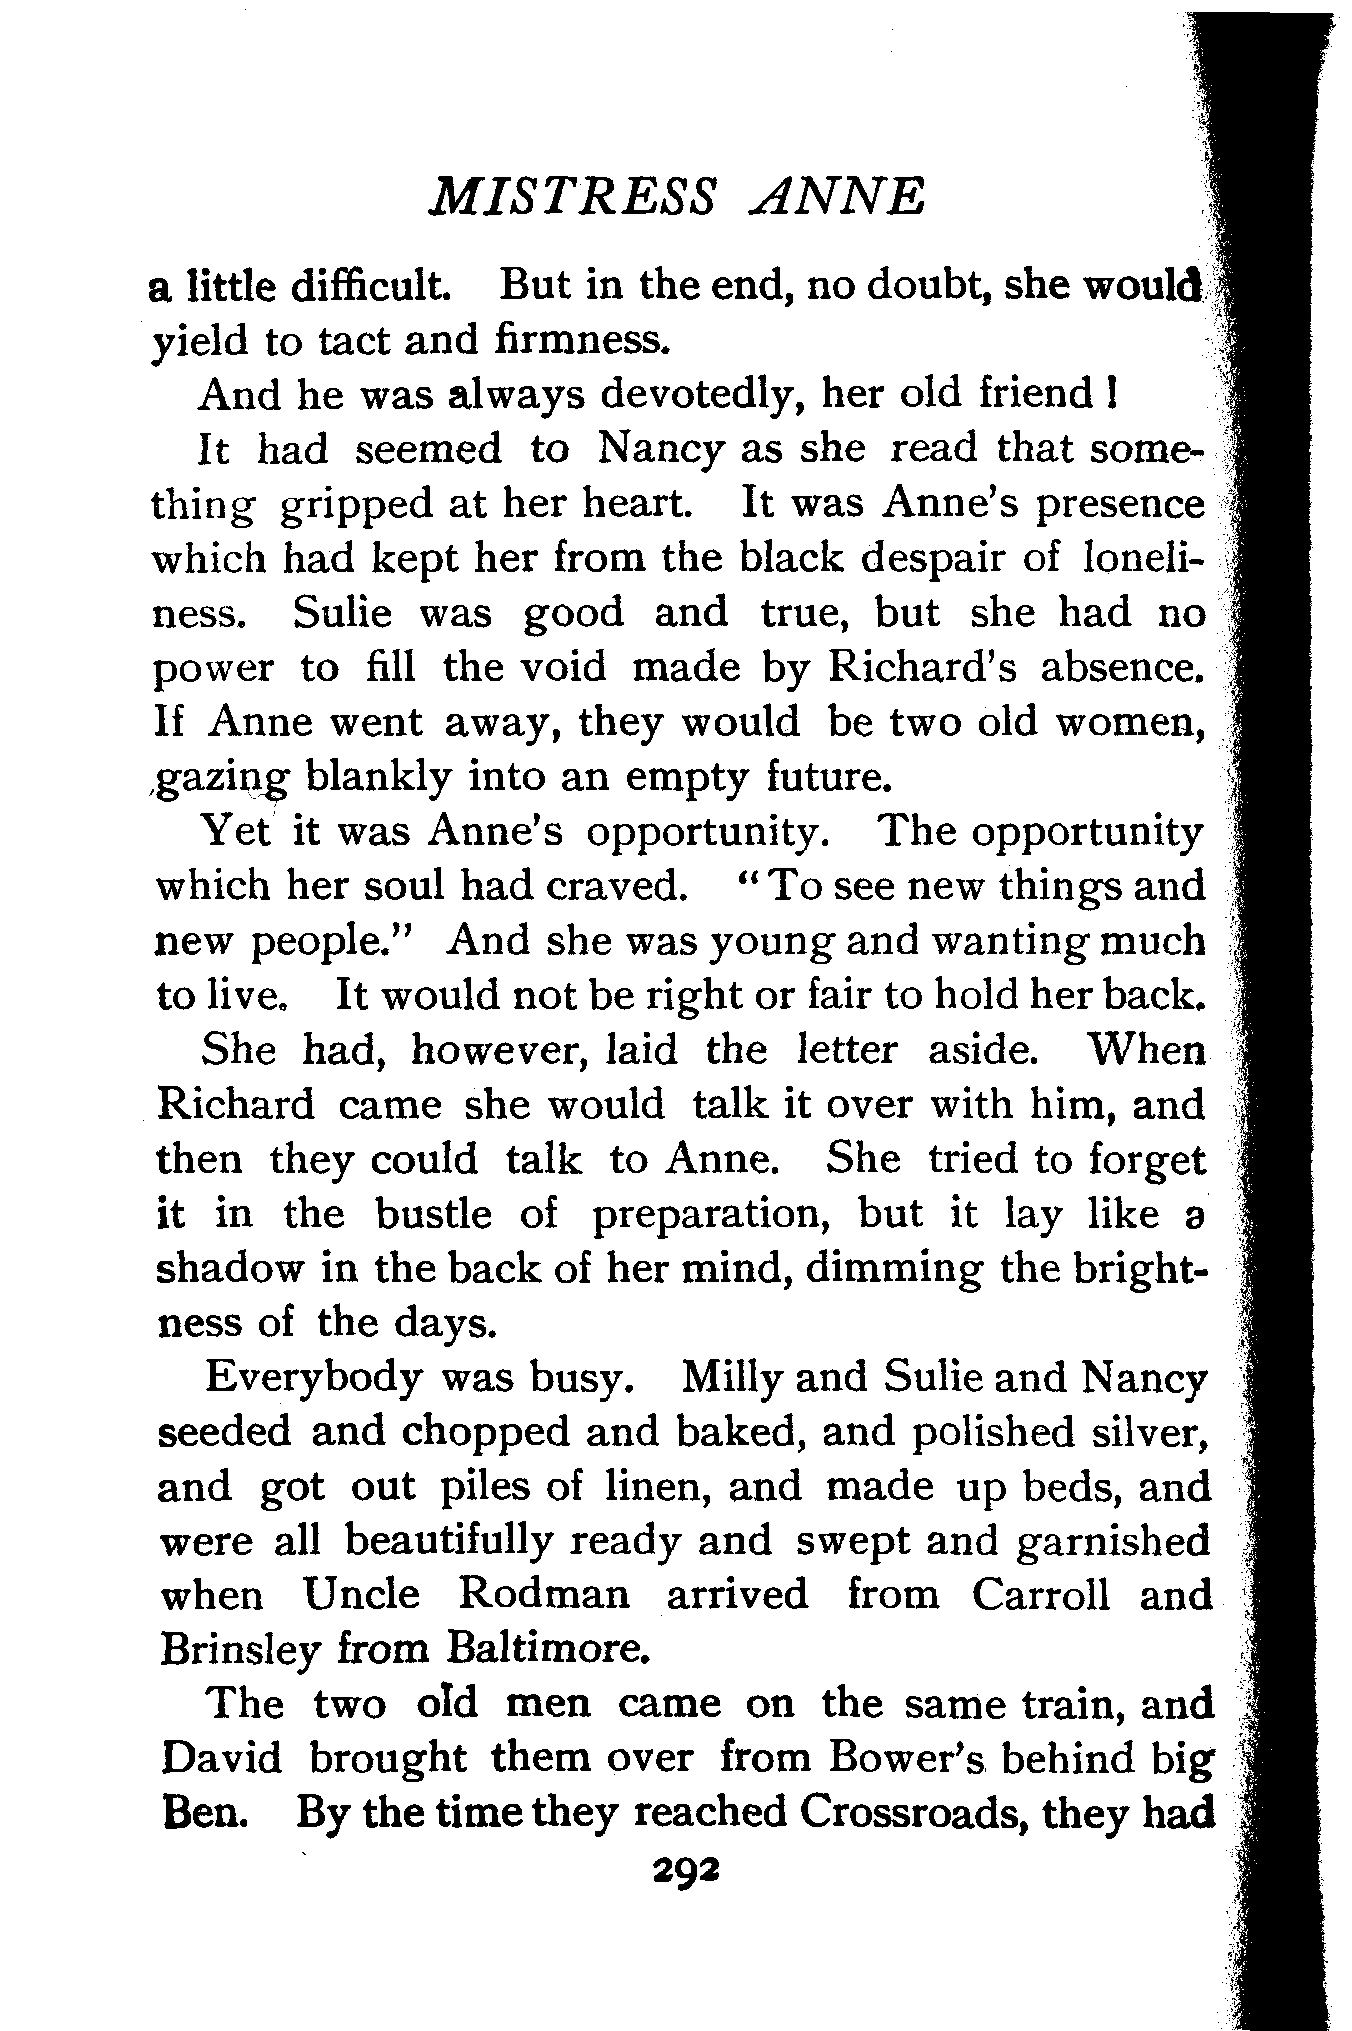 MISTRESS ANNE
a little difficult. But in the end, no doubt, she would
yield to tact and firmness.
And he was always devotedly, her old friend!
It had seemed to Nancy as she read that some-
thing gripped at her heart. It was Anne's presence
which had kept her from the black despair of loneli-
ness. Sulie was good and true, but she had no
power to fill the void made by Richard's absence.
If Anne went away, they would be two old women,
gazing blankly into an empty future.
Yet it was Anne's opportunity. The opportunity
which her soul had craved. "To see new things and
new people." And she was young and wanting much
to live. It would not be right or fair to hold her back.
She had, however, laid the letter aside. When
Richard came she would talk it over with him, and
then they could talk to Anne. She tried to forget
it in the bustle of preparation, but it lay like a
shadow in the back of her mind, dimming the bright-
ness of the days.
Everybody was busy. Milly and Sulie and Nancy
seeded and chopped and baked, and polished silver,
and got out piles of linen, and made up beds, and
were all beautifully ready and swept and garnished
when Uncle Rodman arrived from Carroll and
Brinsley from Baltimore.
The two old men came on the same train, and
David brought them over from Bower's behind big
Ben. By the time they reached Crossroads, they had
292